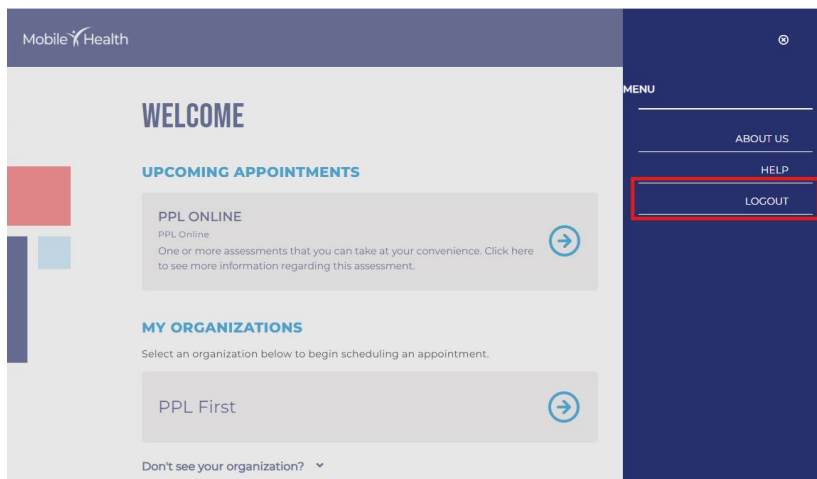 Mobile Health
WELCOME
UPCOMING APPOINTMENTS
PPL ONLINE
PPL Online
One or more assessments that you can take at your convenience. Click here
to see more information regarding this assessment.
MY ORGANIZATIONS
Select an organization below to begin scheduling an appointment.
PPL First
Don't see your organization?
MENU
ABOUT US
HELP
LOGOUT